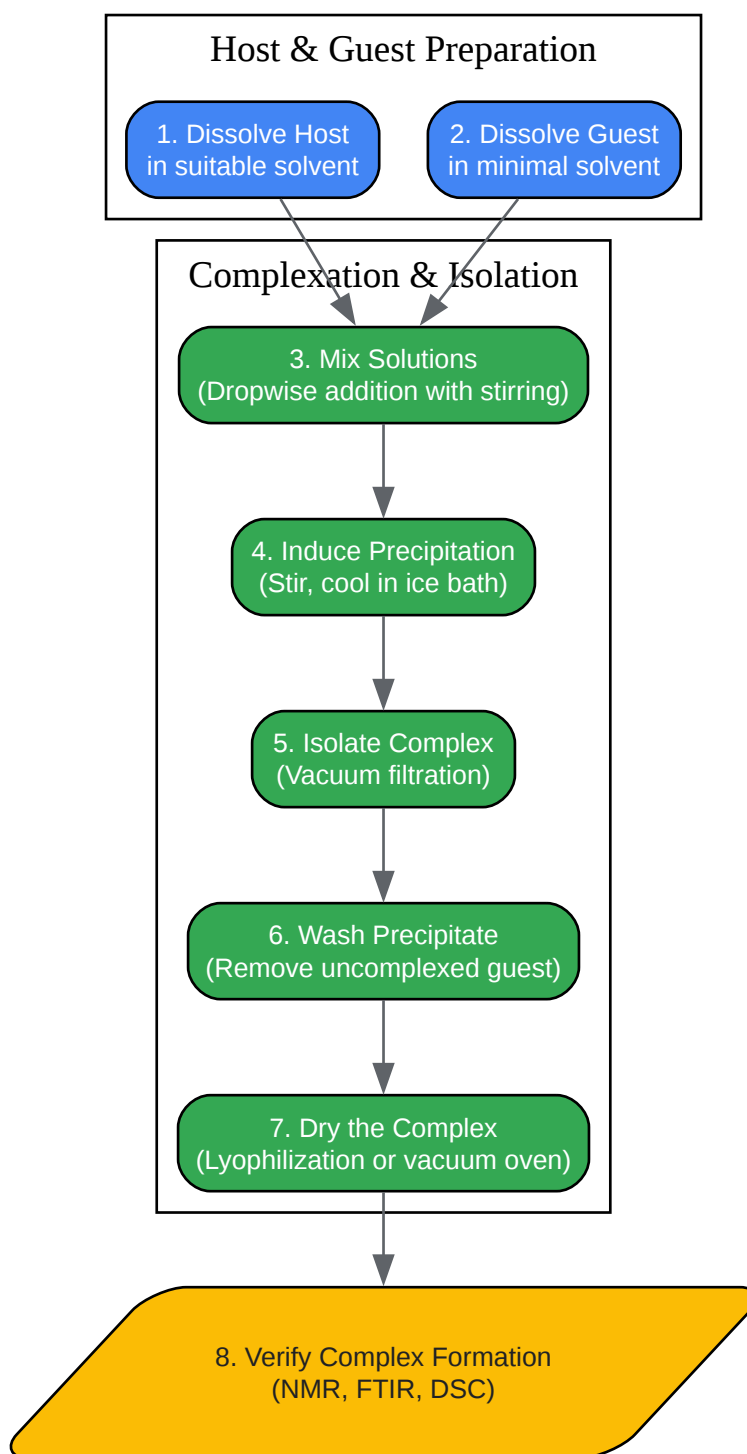 Host & Guest Preparation
1. Dissolve Host
in suitable solvent
2. Dissolve Guest
in minimal solvent
Complexation & Isolation
3. Mix Solutions
(Dropwise addition with stirring)
4. Induce Precipitation
(Stir, cool in ice bath)
5. Isolate Complex
(Vacuum filtration)
6. Wash Precipitate
(Remove uncomplexed guest)
7. Dry the Complex
(Lyophilization or vacuum oven)
8. Verify Complex Formation
(NMR, FTIR, DSC)